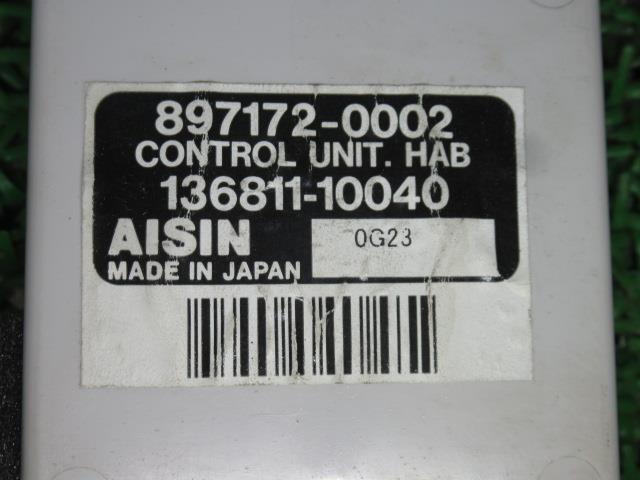 897172-0002
CONTROL UNIT. HAB
136811-10040
AISIN 0G23
MADE IN JAPAN